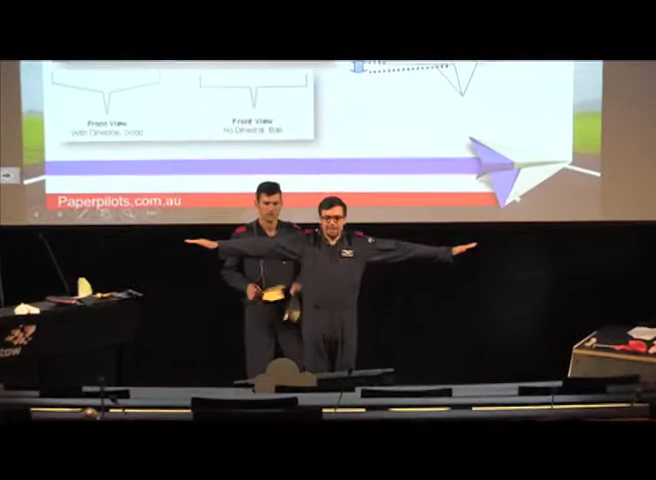 Front View
With Dihedral, Good
Front View
No Dihedral, Bad
Paperpilots.com.au